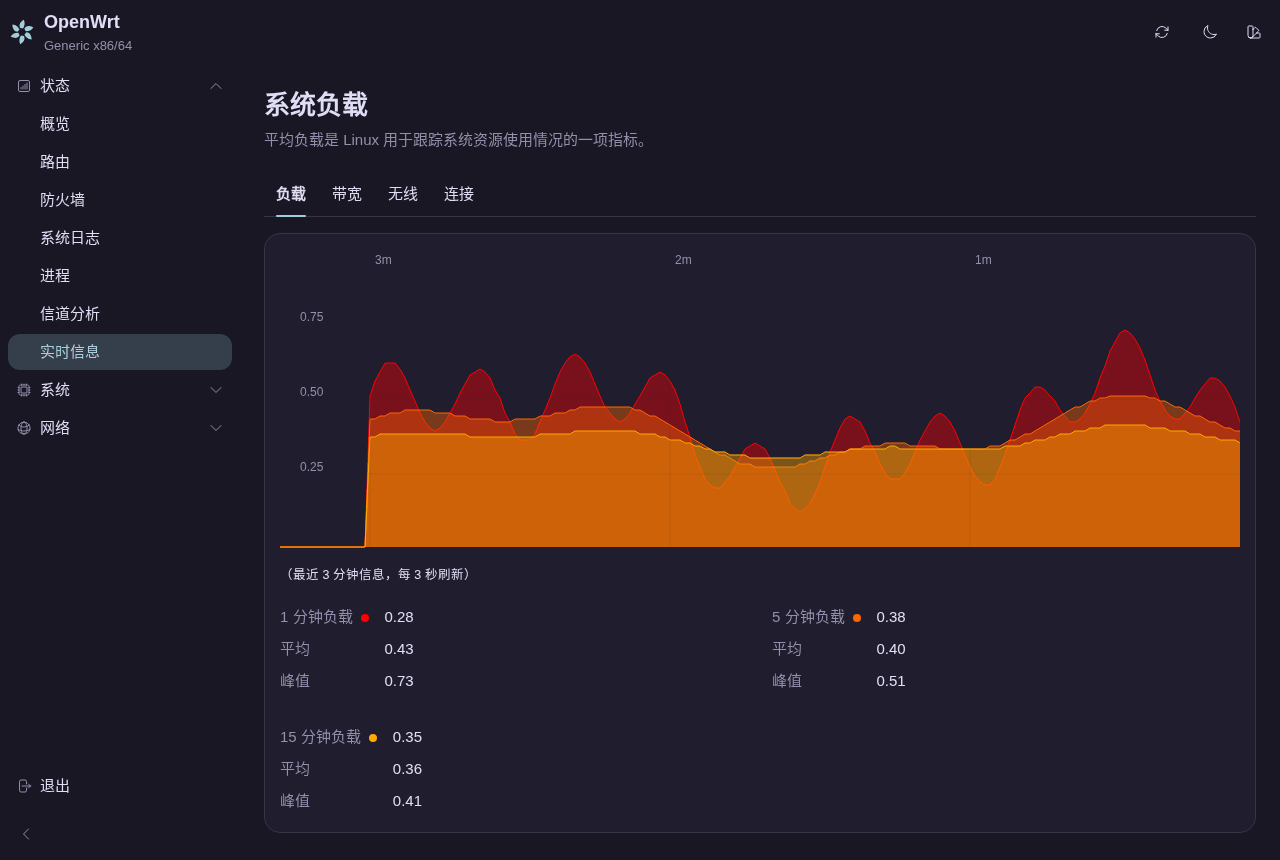 OpenWrt
Generic x86/64
状态
概览
路由
防火墙
系统日志
进程
信道分析
实时信息
系统
网络
退出
系统负载
平均负载是 Linux 用于跟踪系统资源使用情况的一项指标。
负载 带宽 无线 连接
3m 2m 1m
0.75
0.50
0.25
（最近 3 分钟信息，每 3 秒刷新）
1 分钟负载 0.28
平均 0.43
峰值 0.73
5 分钟负载 0.38
平均 0.40
峰值 0.51
15 分钟负载 0.35
平均 0.36
峰值 0.41